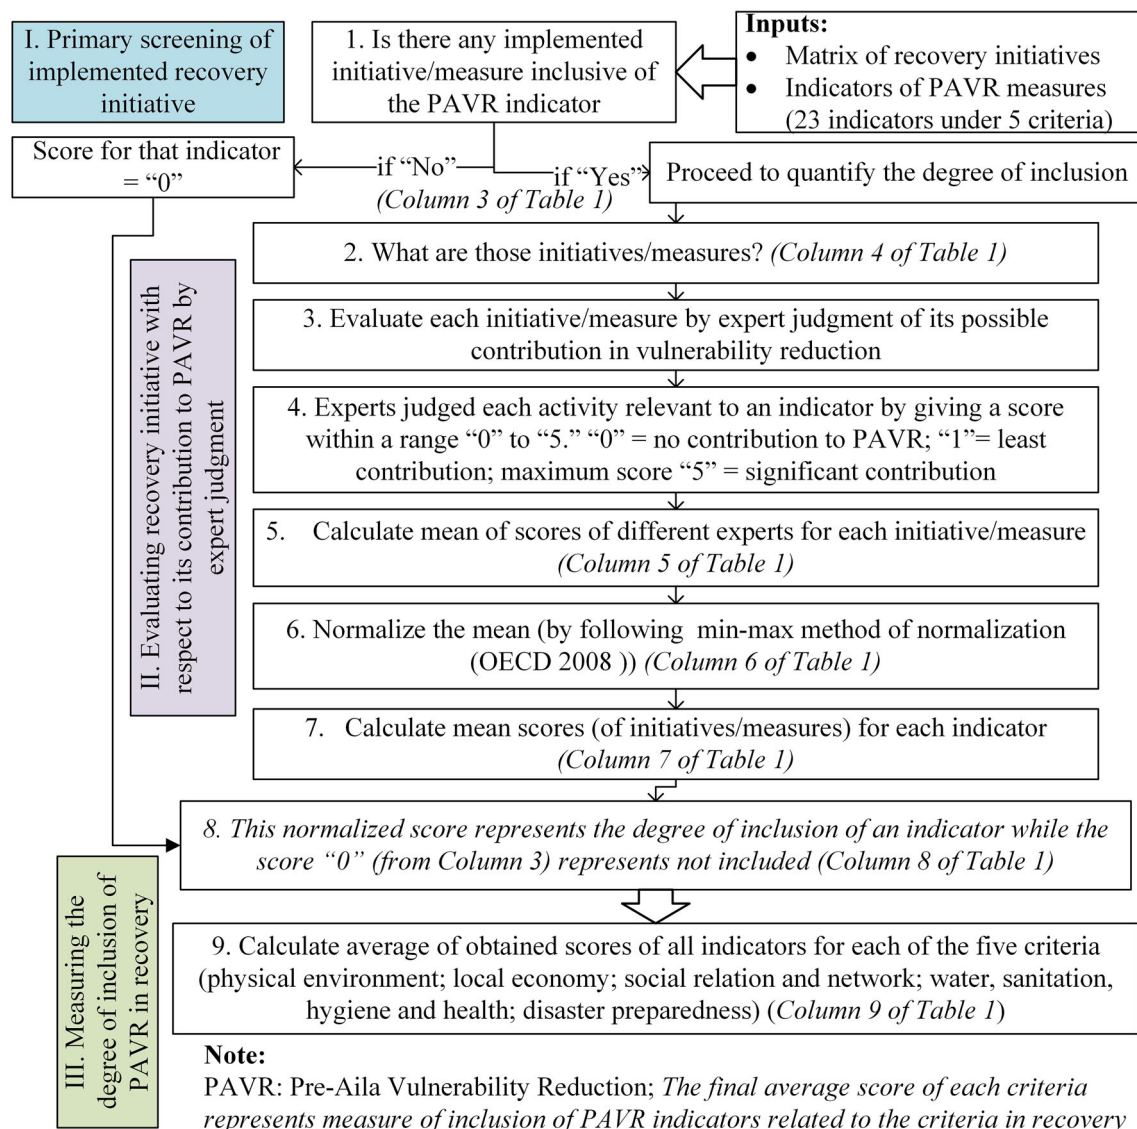 I. Primary screening of
implemented recovery
initiative
1. Is there any implemented
initiative/measure inclusive of
the PAVR indicator
Inputs:
• Matrix of recovery initiatives
• Indicators of PAVR measures
(23 indicators under 5 criteria)
Score for that indicator
= “0”
if “No”
if “Yes”
(Column 3 of Table 1)
Proceed to quantify the degree of inclusion
2. What are those initiatives/measures? (Column 4 of Table 1)
3. Evaluate each initiative/measure by expert judgment of its possible
contribution in vulnerability reduction
4. Experts judged each activity relevant to an indicator by giving a score
within a range “0” to “5.” “0” = no contribution to PAVR; “1”= least
contribution; maximum score “5” = significant contribution
5. Calculate mean of scores of different experts for each initiative/measure
(Column 5 of Table 1)
6. Normalize the mean (by following min-max method of normalization
(OECD 2008 )) (Column 6 of Table 1)
7. Calculate mean scores (of initiatives/measures) for each indicator
(Column 7 of Table 1)
II. Evaluating recovery initiative with
respect to its contribution to PAVR by
expert judgment
8. This normalized score represents the degree of inclusion of an indicator while the
score “0” (from Column 3) represents not included (Column 8 of Table 1)
III. Measuring the
degree of inclusion of
PAVR in recovery
9. Calculate average of obtained scores of all indicators for each of the five criteria
(physical environment; local economy; social relation and network; water, sanitation,
hygiene and health; disaster preparedness) (Column 9 of Table 1)
Note:
PAVR: Pre-Aila Vulnerability Reduction; The final average score of each criteria
represents measure of inclusion of PAVR indicators related to the criteria in recovery